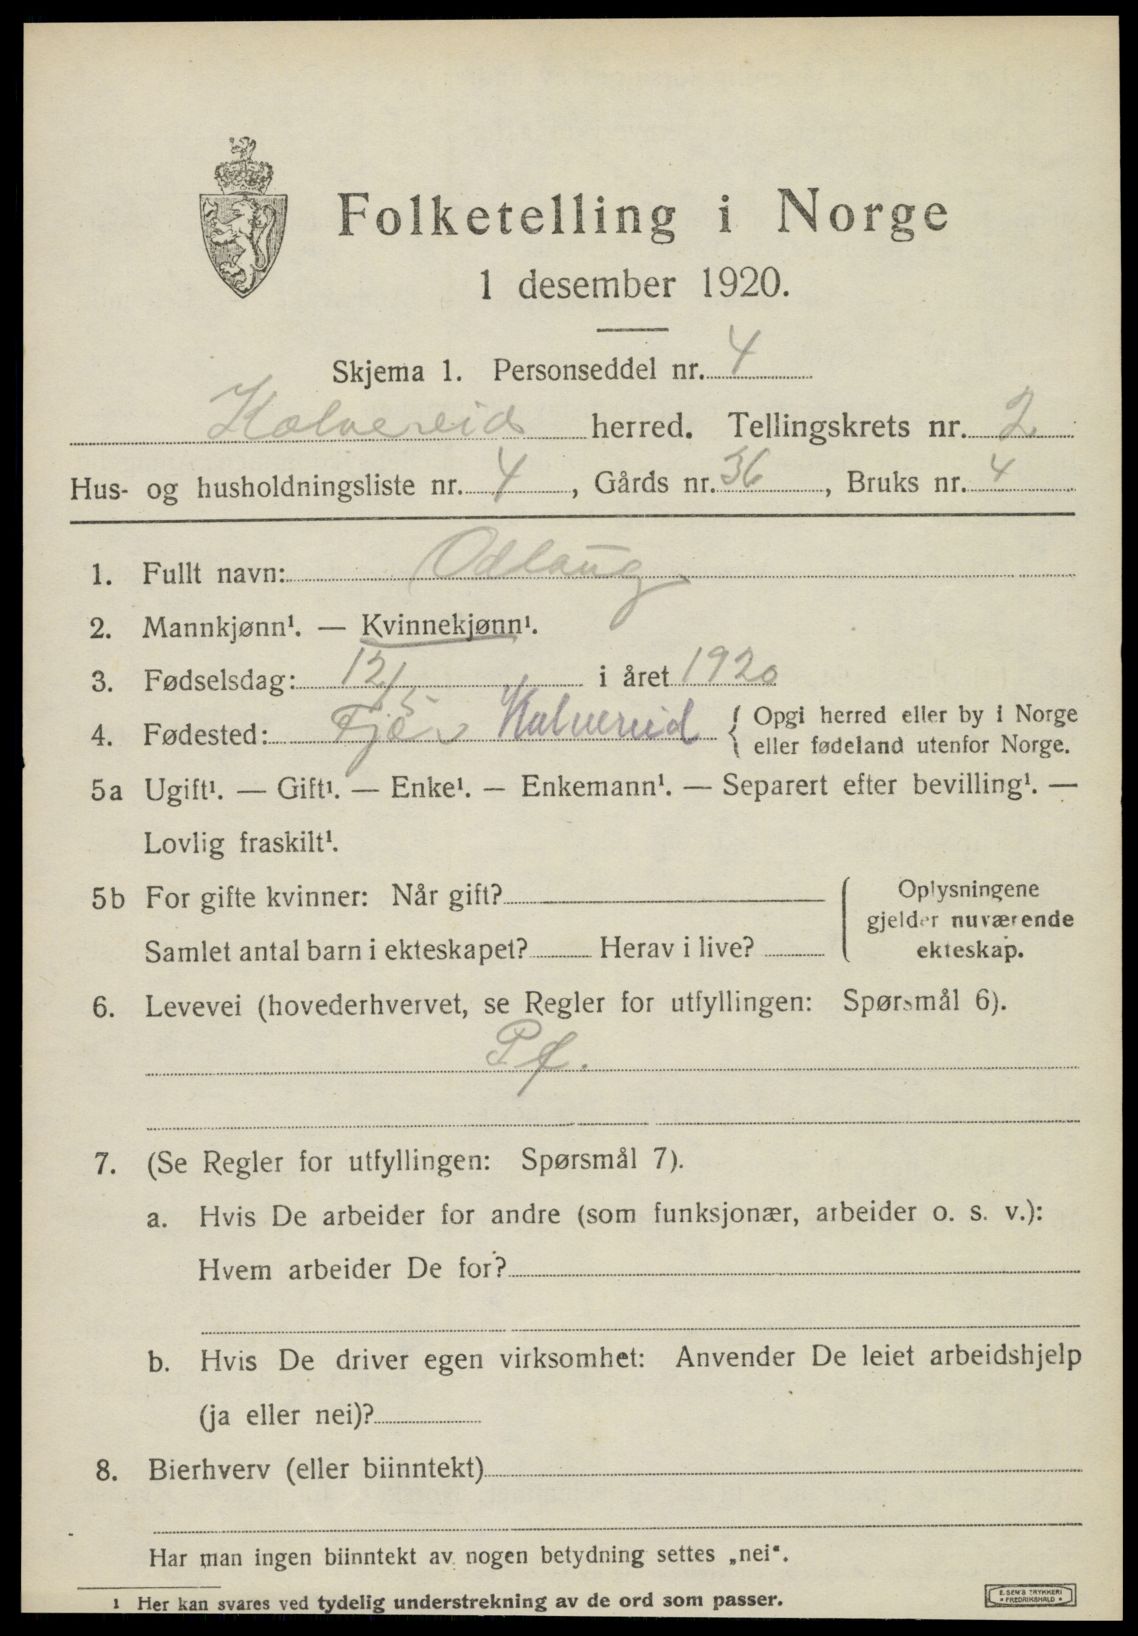 Folketelling i Norge
1 desember 1920.
Skjema 1. Personseddel nr. 4
Kolvereid herred. Tellingskrets nr. 2
Hus- og husholdningsliste nr. 4, Gårds nr. 36, Bruks nr. 4
1. Fullt navn: Odlaug
2. Mannkjønn¹. — Kvinnekjønn¹.
3. Fødselsdag: 12/5 i året 1920
4. Fødested: Kolvereid { Opgi herred eller by i Norge
eller fødeland utenfor Norge.
5a Ugift¹. — Gift¹. — Enke¹. — Enkemann¹. — Separert efter bevilling¹. —
Lovlig fraskilt¹.
5b For gifte kvinner: Når gift?
Samlet antal barn i ekteskapet? Herav i live?
Oplysningene
gjelder nuværende
ekteskap.
6. Levevei (hovederhvervet, se Regler for utfyllingen: Spørsmål 6).
Pf.
7. (Se Regler for utfyllingen: Spørsmål 7).
a. Hvis De arbeider for andre (som funksjonær, arbeider o. s. v.):
Hvem arbeider De for?
b. Hvis De driver egen virksomhet: Anvender De leiet arbeidshjelp
(ja eller nei)?
8. Bierhverv (eller biinntekt)
Har man ingen biinntekt av nogen betydning settes „nei“.
1 Her kan svares ved tydelig understrekning av de ord som passer.
E. SEM'S TRYKKERI
• FREDRIKSHALD •